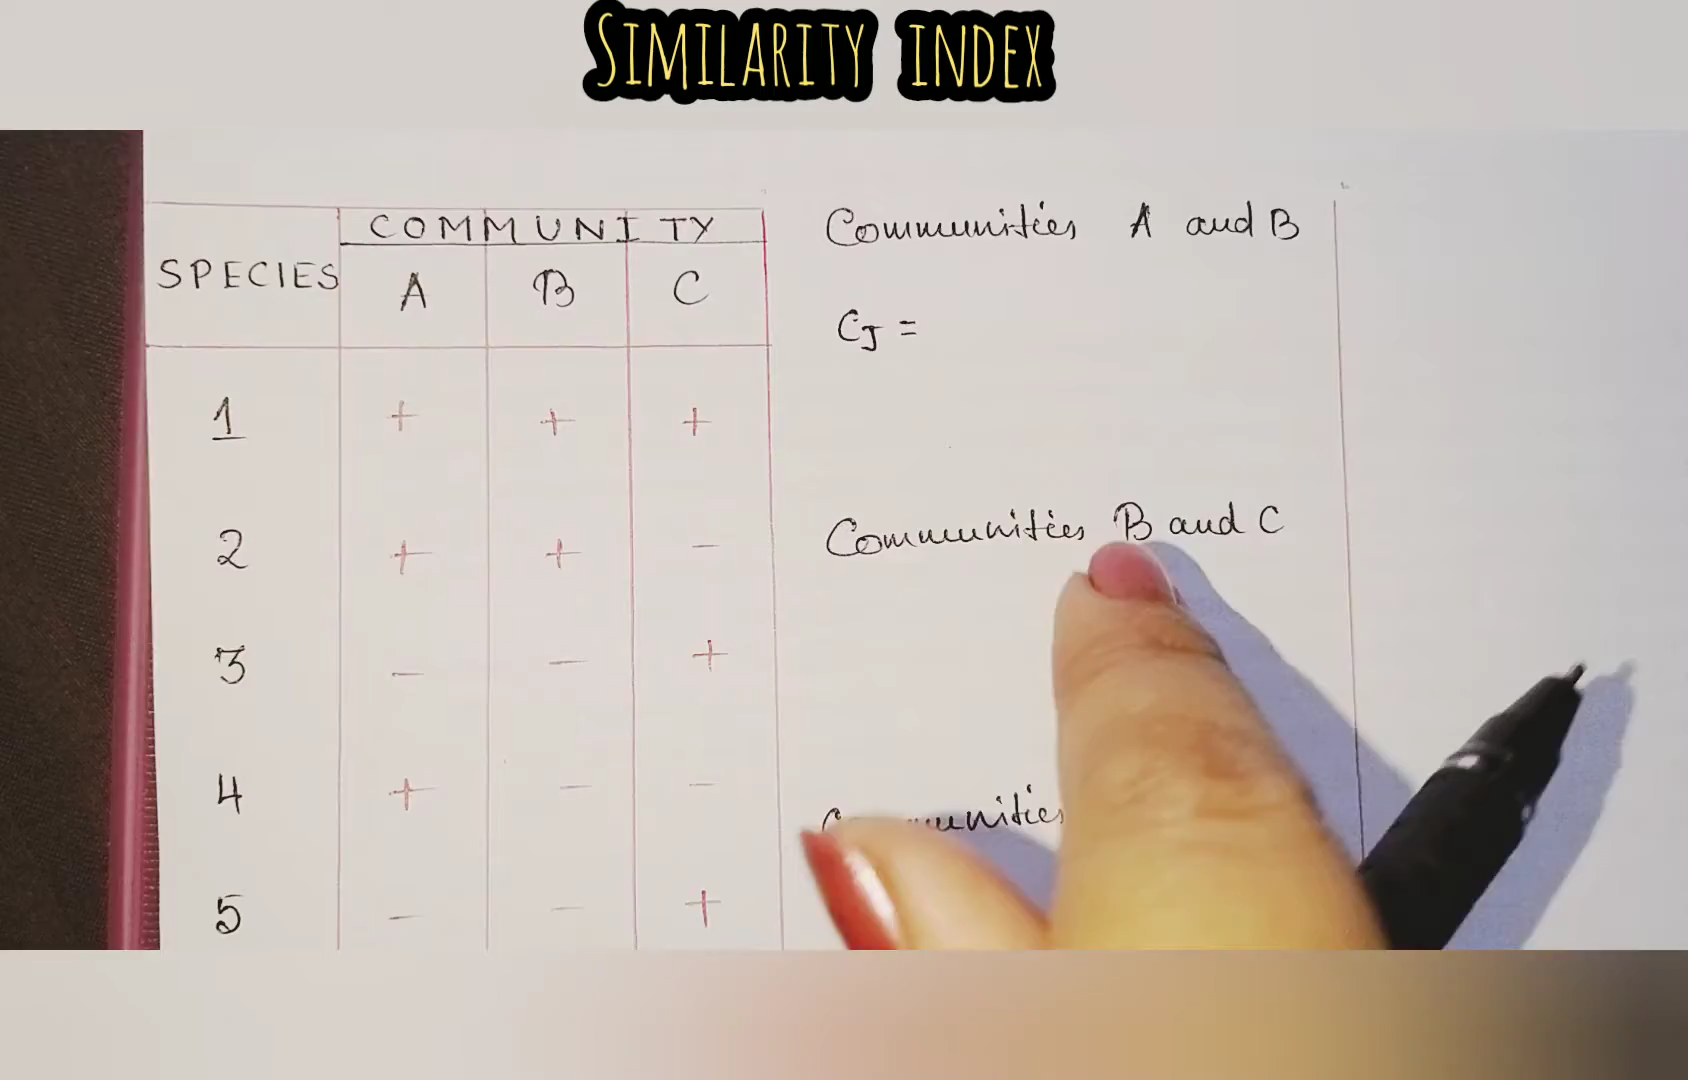 SIMILARITY INDEX
SPECIES COMMUNITY
A B C
1 + + +
2 + + -
3 - - +
4 + - -
5 - - +
Communities A and B
CJ =
Communities B and C